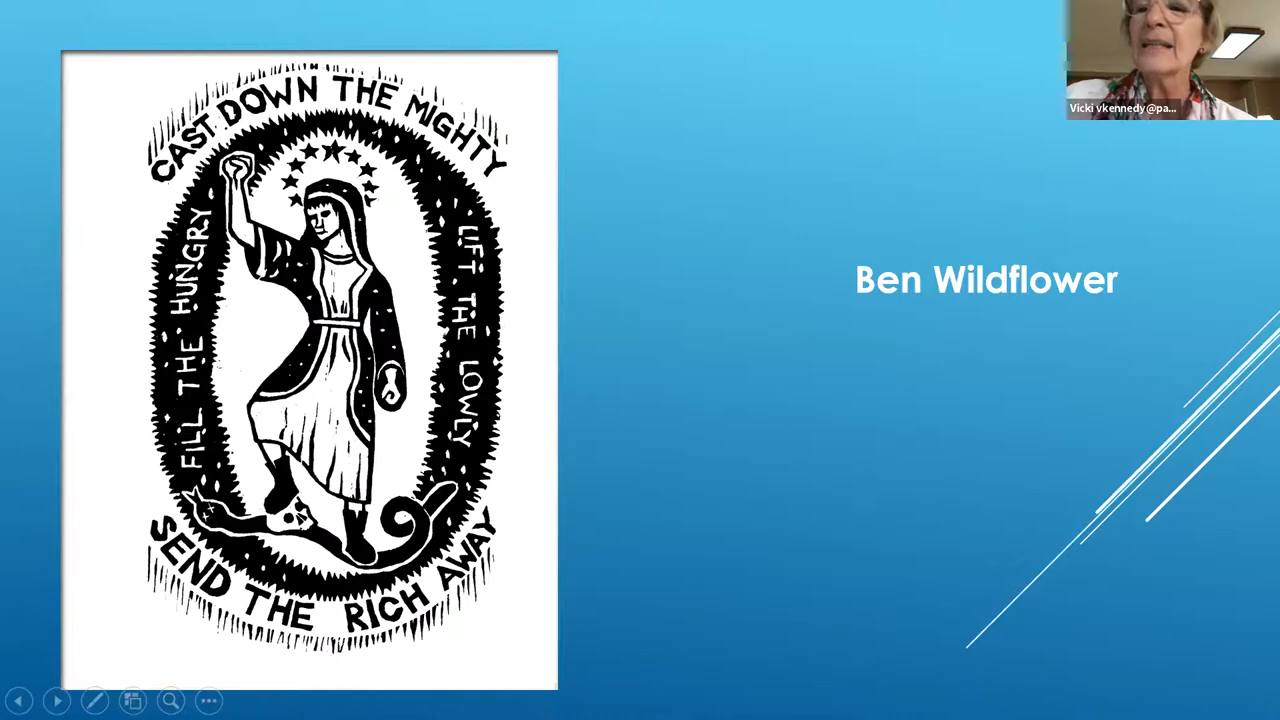 CAST DOWN THE MIGHTY
FILL THE HUNGRY
LIFT THE LOWLY
SEND THE RICH AWAY
Ben Wildflower
Vicki vkennedy@pa...